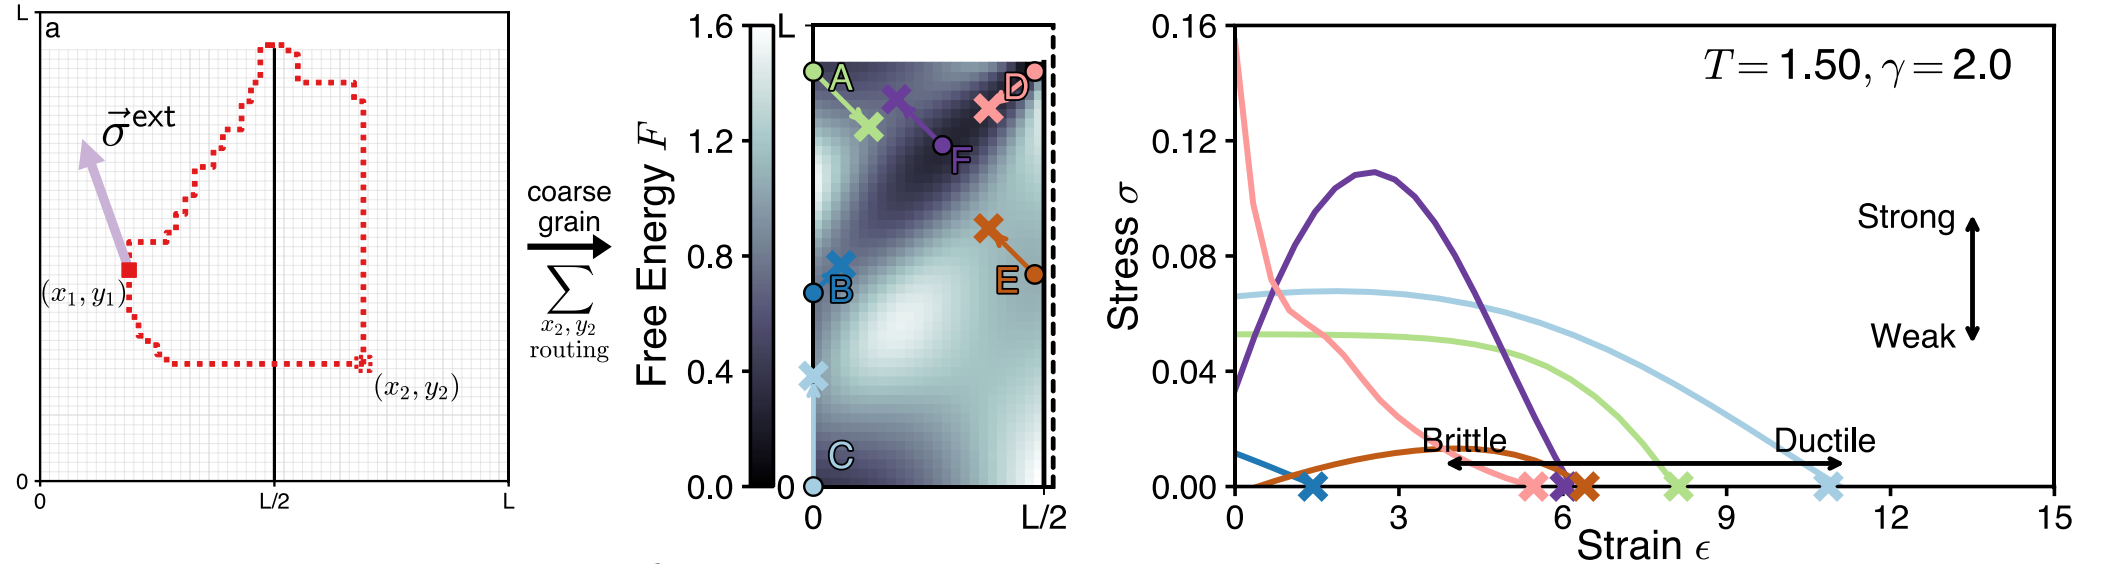 L
a
σ⃗ ext
(x₁, y₁)
(x₂, y₂)
0
0
L/2
L
coarse
grain
∑
x₂, y₂
routing
Free Energy F
1.6
1.2
0.8
0.4
0.0
L
0
A
D
F
B
E
C
0
L/2
Stress σ
0.16
0.12
0.08
0.04
0.00
T = 1.50, γ = 2.0
Strong
Weak
Brittle
Ductile
0
3
6
9
12
15
Strain ϵ